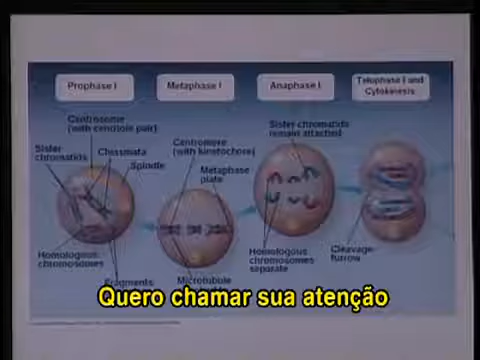 Prophase I
Metaphase I
Anaphase I
Telophase I and
Cytokinesis
Centrosome
(with centriole pair)
Sister
chromatids
Chiasmata
Spindle
Homologous
chromosomes
Fragments
Centromere
(with kinetochore)
Metaphase
plate
Microtubule
Sister chromatids
remain attached
Homologous
chromosomes
separate
Cleavage
furrow
Quero chamar sua atenção